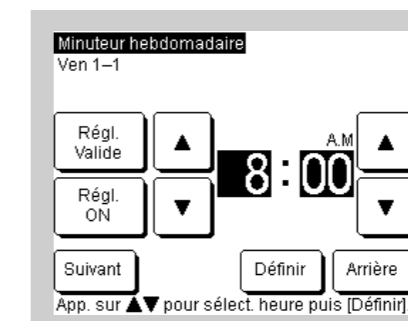 Minuteur hebdomadaire
Ven 1–1
Régl.
Valide
▲
A.M
▲
8:00
Régl.
ON
▼
▼
Suivant
Définir
Arrière
App. sur ▲▼ pour sélect. heure puis [Définir].